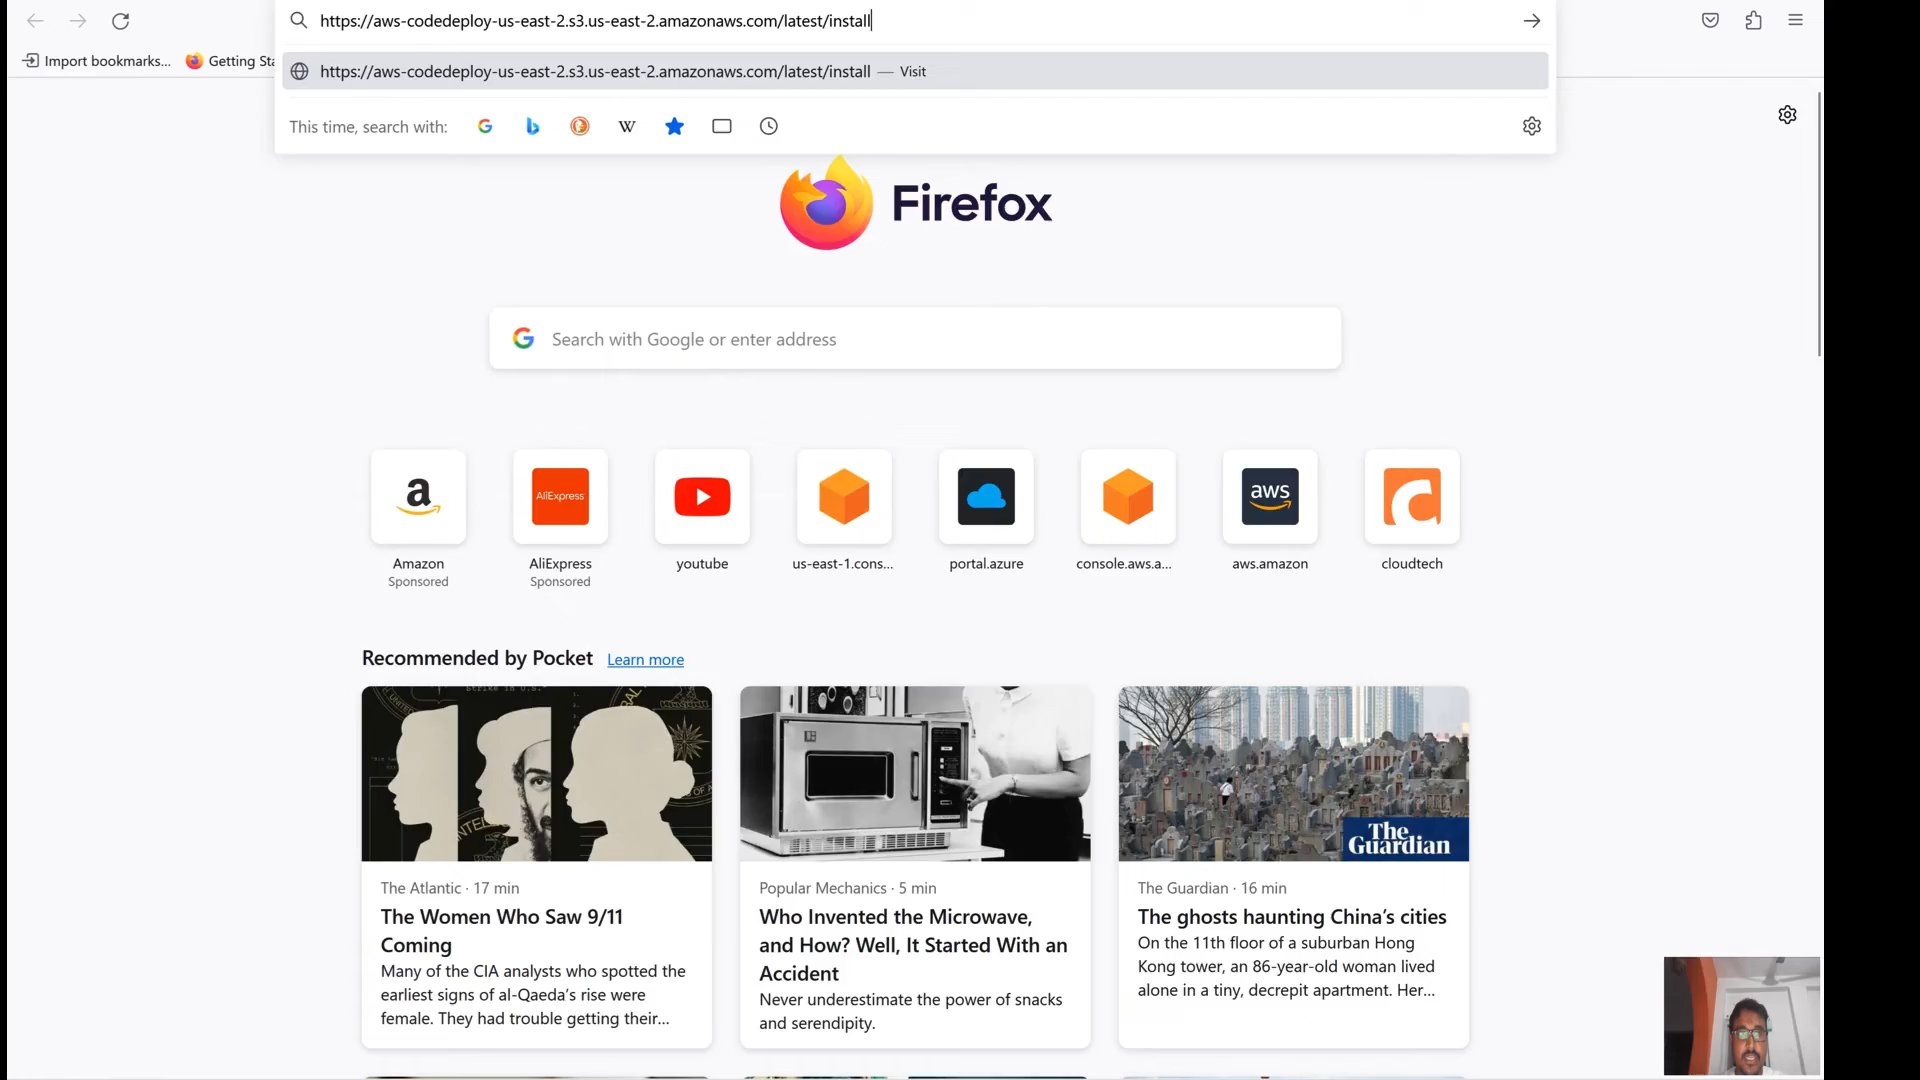 https://aws-codedeploy-us-east-2.s3.us-east-2.amazonaws.com/latest/install
Import bookmarks...
Getting Sta
https://aws-codedeploy-us-east-2.s3.us-east-2.amazonaws.com/latest/install — Visit
This time, search with:
W
Firefox
Search with Google or enter address
a
AliExpress
aws
Amazon
Sponsored
AliExpress
Sponsored
youtube
us-east-1.cons...
portal.azure
console.aws.a...
aws.amazon
cloudtech
Recommended by Pocket Learn more
The
Guardian
The Atlantic · 17 min
The Women Who Saw 9/11
Coming
Many of the CIA analysts who spotted the
earliest signs of al-Qaeda’s rise were
female. They had trouble getting their...
Popular Mechanics · 5 min
Who Invented the Microwave,
and How? Well, It Started With an
Accident
Never underestimate the power of snacks
and serendipity.
The Guardian · 16 min
The ghosts haunting China’s cities
On the 11th floor of a suburban Hong
Kong tower, an 86-year-old woman lived
alone in a tiny, decrepit apartment. Her...